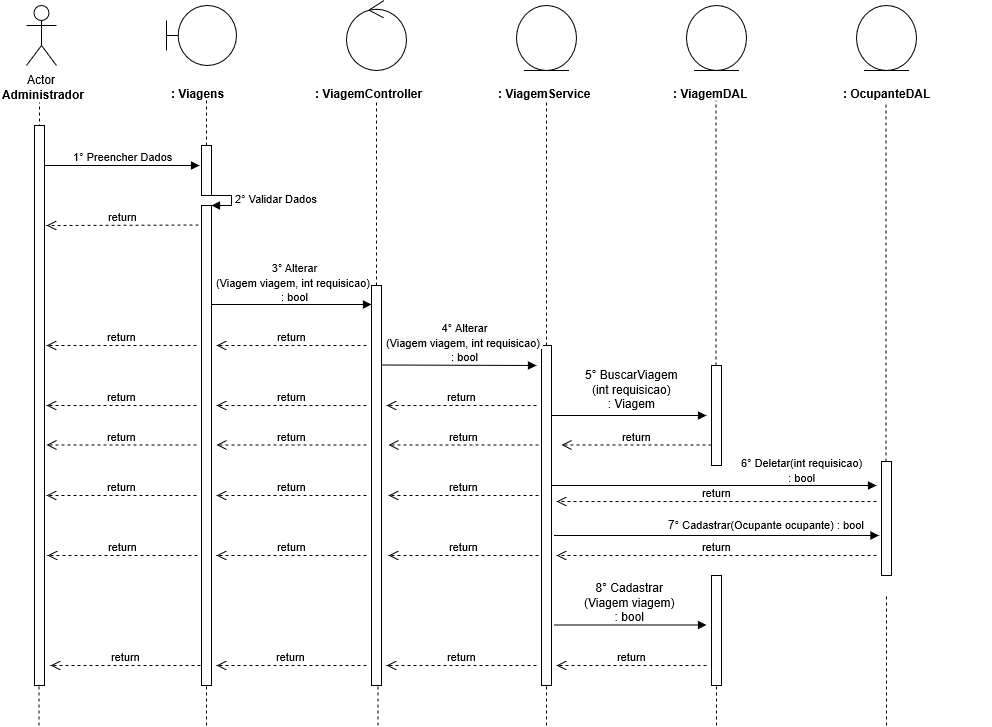 Actor
Administrador
: Viagens
: ViagemController
: ViagemService
: ViagemDAL
: OcupanteDAL
1° Preencher Dados
2° Validar Dados
return
3° Alterar
(Viagem viagem, int requisicao)
: bool
4° Alterar
(Viagem viagem, int requisicao)
: bool
return
return
5° BuscarViagem
(int requisicao)
: Viagem
return
return
return
return
return
return
return
6° Deletar(int requisicao)
: bool
return
return
return
return
7° Cadastrar(Ocupante ocupante) : bool
return
return
return
return
8° Cadastrar
(Viagem viagem)
: bool
return
return
return
return